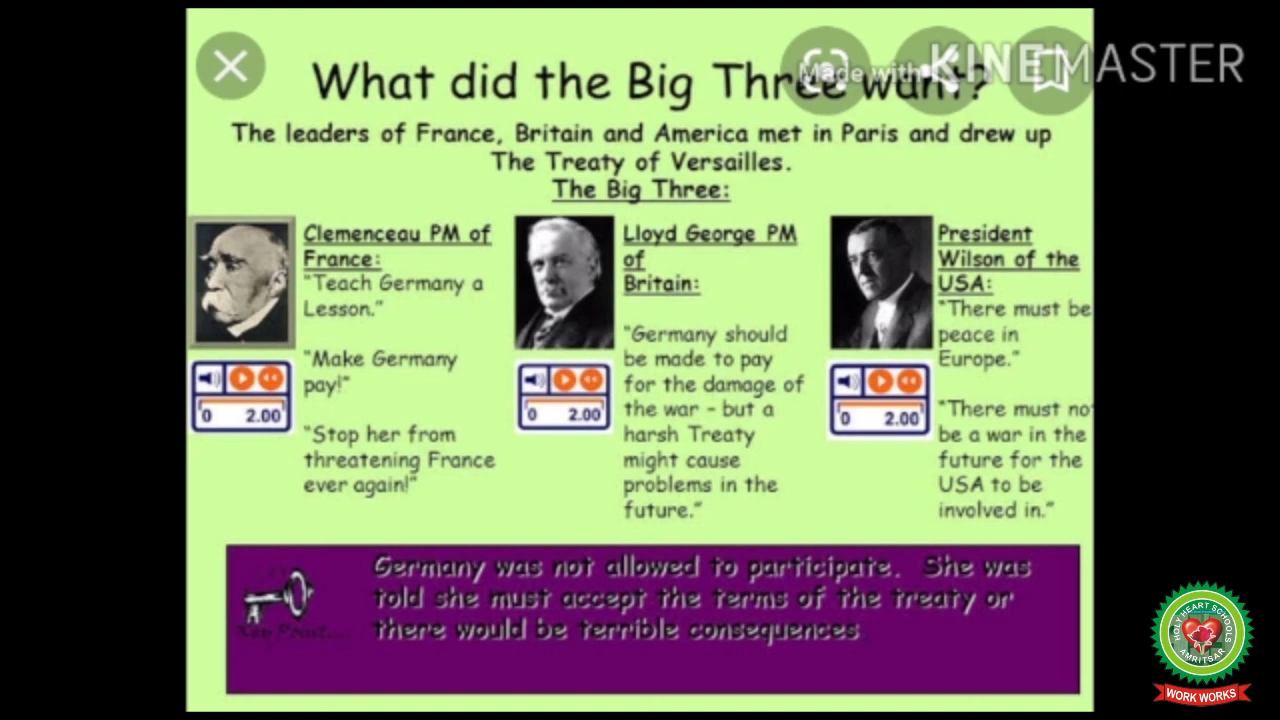 What did the Big Three want?
Made with KINEMASTER
The leaders of France, Britain and America met in Paris and drew up
The Treaty of Versailles.
The Big Three:
Clemenceau PM of
France:
"Teach Germany a
Lesson."
"Make Germany
pay!"
"Stop her from
threatening France
ever again!"
0 2.00
Lloyd George PM
of
Britain:
"Germany should
be made to pay
for the damage of
the war – but a
harsh Treaty
might cause
problems in the
future."
0 2.00
President
Wilson of the
USA:
"There must be
peace in
Europe."
"There must not
be a war in the
future for the
USA to be
involved in."
0 2.00
Key Point....
Germany was not allowed to participate. She was
told she must accept the terms of the treaty or
there would be terrible consequences
HOLY HEART SCHOOLS
AMRITSAR
WORK WORKS